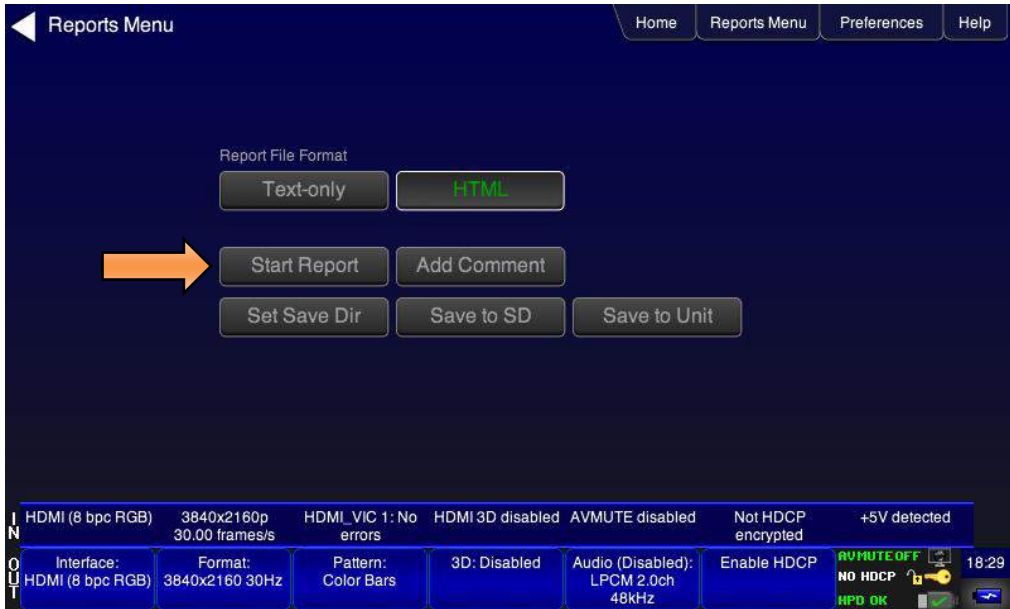 Reports Menu
Home
Reports Menu
Preferences
Help
Report File Format
Text-only
HTML
Start Report
Add Comment
Set Save Dir
Save to SD
Save to Unit
IN
HDMI (8 bpc RGB)
3840x2160p
30.00 frames/s
HDMI_VIC 1: No
errors
HDMI 3D disabled
AVMUTE disabled
Not HDCP
encrypted
+5V detected
OUT
Interface:
HDMI (8 bpc RGB)
Format:
3840x2160 30Hz
Pattern:
Color Bars
3D: Disabled
Audio (Disabled):
LPCM 2.0ch
48kHz
Enable HDCP
AVMUTE OFF
NO HDCP
HPD OK
18:29